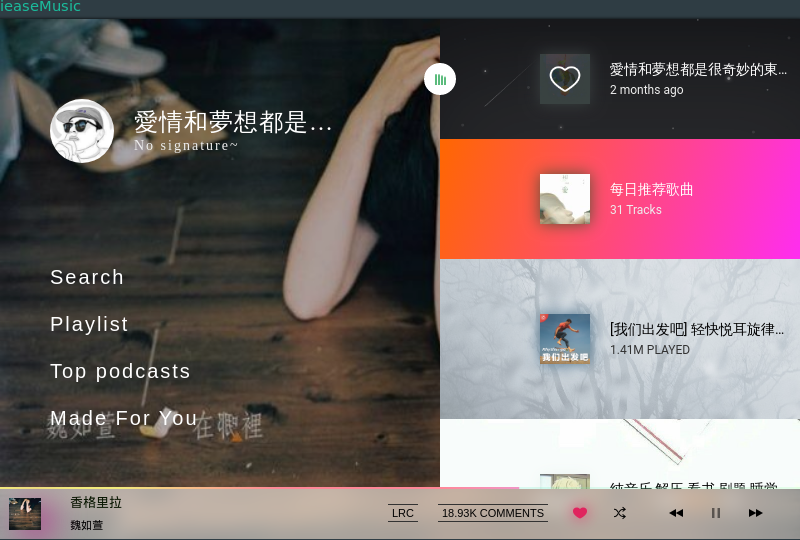 ieaseMusic
愛情和夢想都是…
No signature~
Search
Playlist
Top podcasts
Made For You
魏如萱 在哪裡
愛情和夢想都是很奇妙的東...
2 months ago
每日推荐歌曲
31 Tracks
[我们出发吧] 轻快悦耳旋律...
1.41M PLAYED
我们出发吧
纯音乐 解压 看书 刷题 睡觉
香格里拉
魏如萱
LRC
18.93K COMMENTS